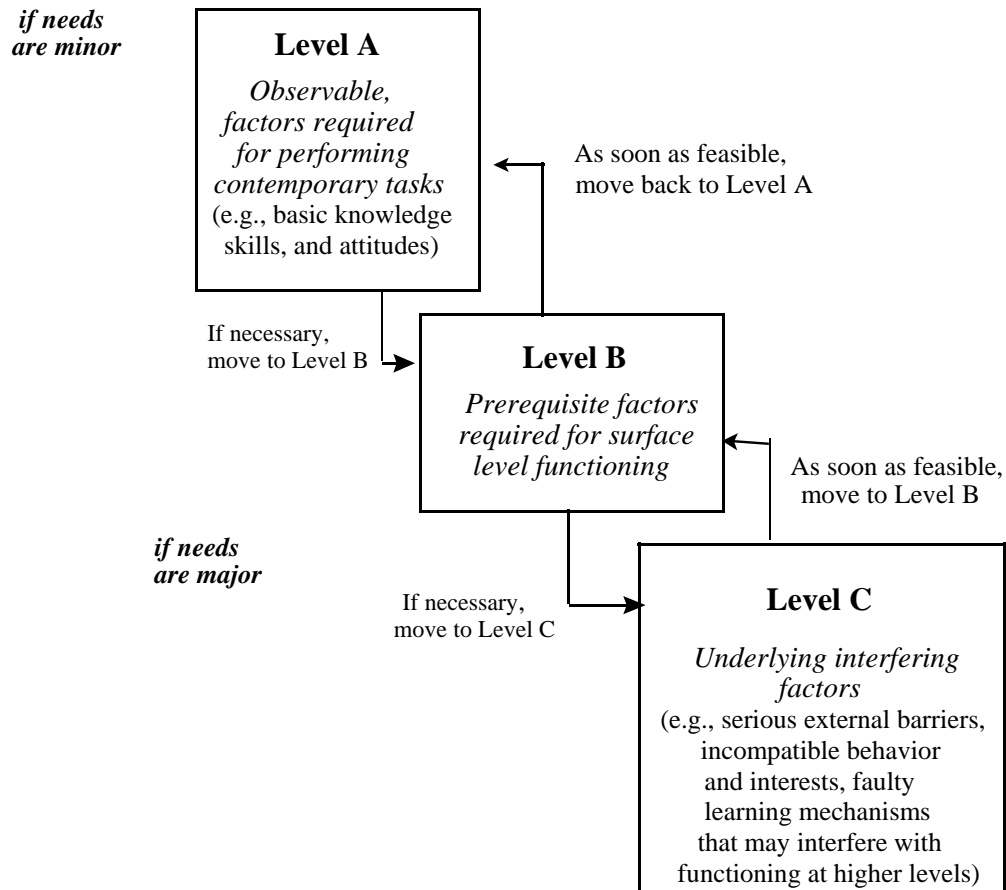 if needs
are minor
Level A
Observable,
factors required
for performing
contemporary tasks
(e.g., basic knowledge
skills, and attitudes)
As soon as feasible,
move back to Level A
If necessary,
move to Level B
Level B
Prerequisite factors
required for surface
level functioning
As soon as feasible,
move to Level B
if needs
are major
If necessary,
move to Level C
Level C
Underlying interfering
factors
(e.g., serious external barriers,
incompatible behavior
and interests, faulty
learning mechanisms
that may interfere with
functioning at higher levels)